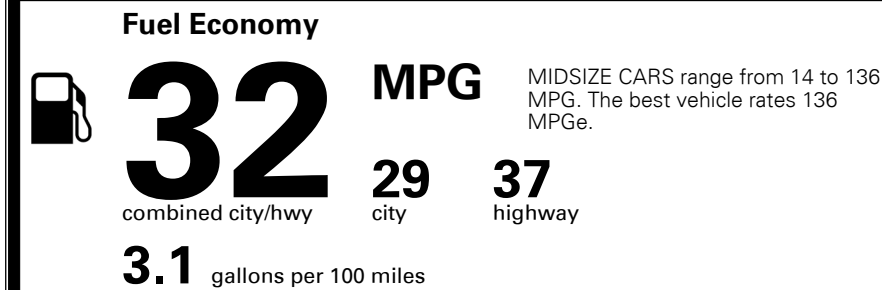 Fuel Economy
32
MPG
MIDSIZE CARS range from 14 to 136
MPG. The best vehicle rates 136
MPGe.
combined city/hwy
29
city
37
highway
3.1 gallons per 100 miles